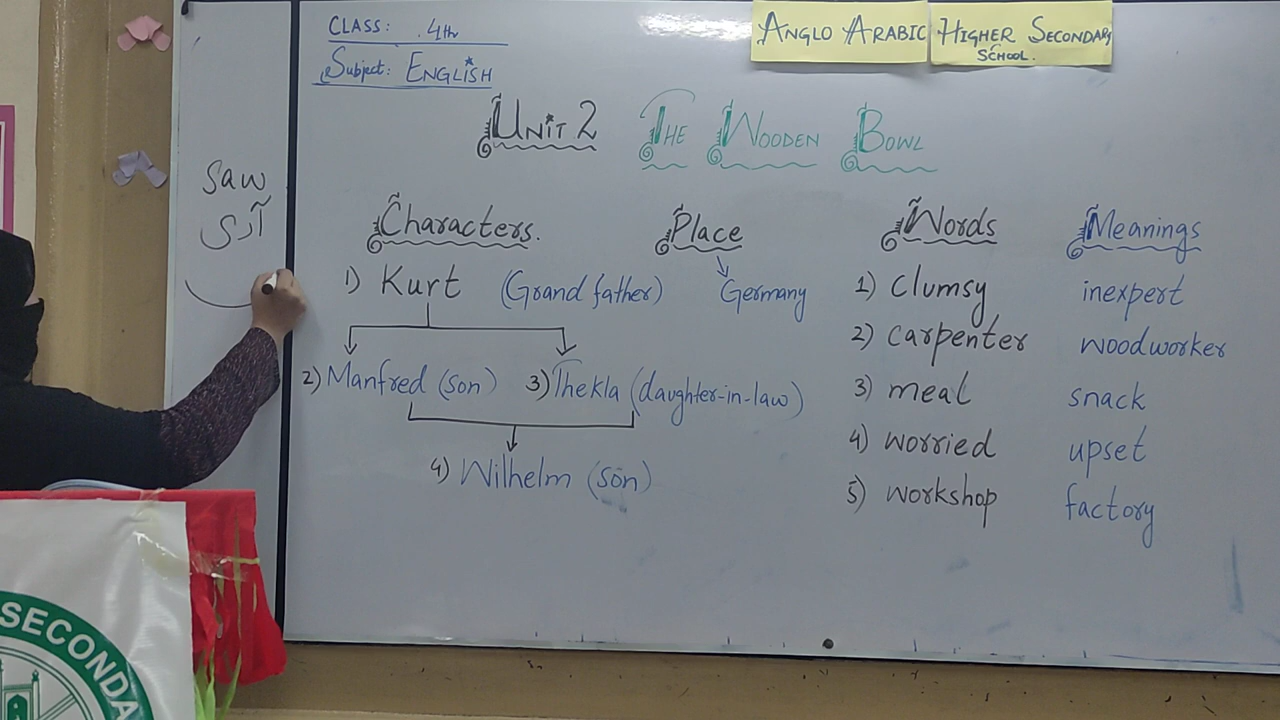 CLASS: 4th
Subject: ENGLISH
ANGLO ARABIC HIGHER SECONDARY SCHOOL.
UNIT 2 THE WOODEN BOWL
saw
آری
Characters. Place Words Meanings
1) Kurt (Grand father) Germany 1) Clumsy inexpert
2) carpenter woodworker
2) Manfred (son) 3) Thekla (daughter-in-law) 3) meal snack
4) worried upset
4) Wilhelm (son) 5) workshop factory
SECONDA